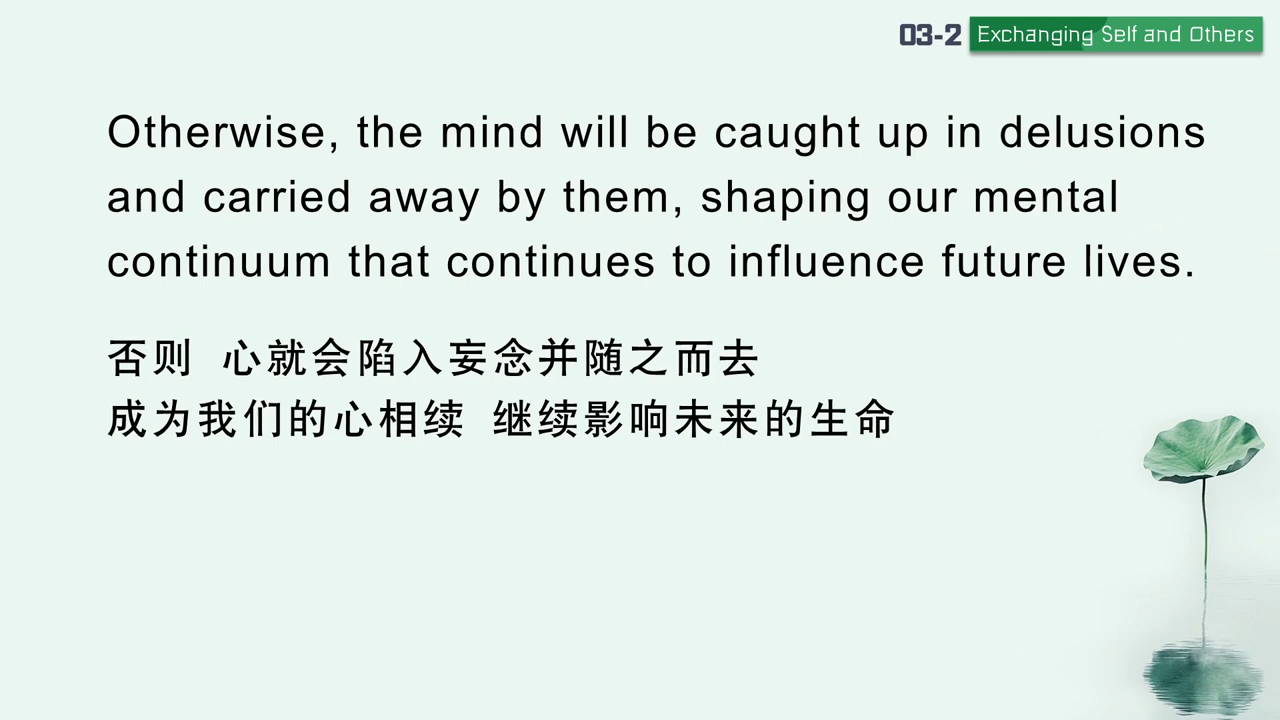 03-2 Exchanging Self and Others
Otherwise, the mind will be caught up in delusions
and carried away by them, shaping our mental
continuum that continues to influence future lives.
否则 心就会陷入妄念并随之而去
成为我们的心相续 继续影响未来的生命